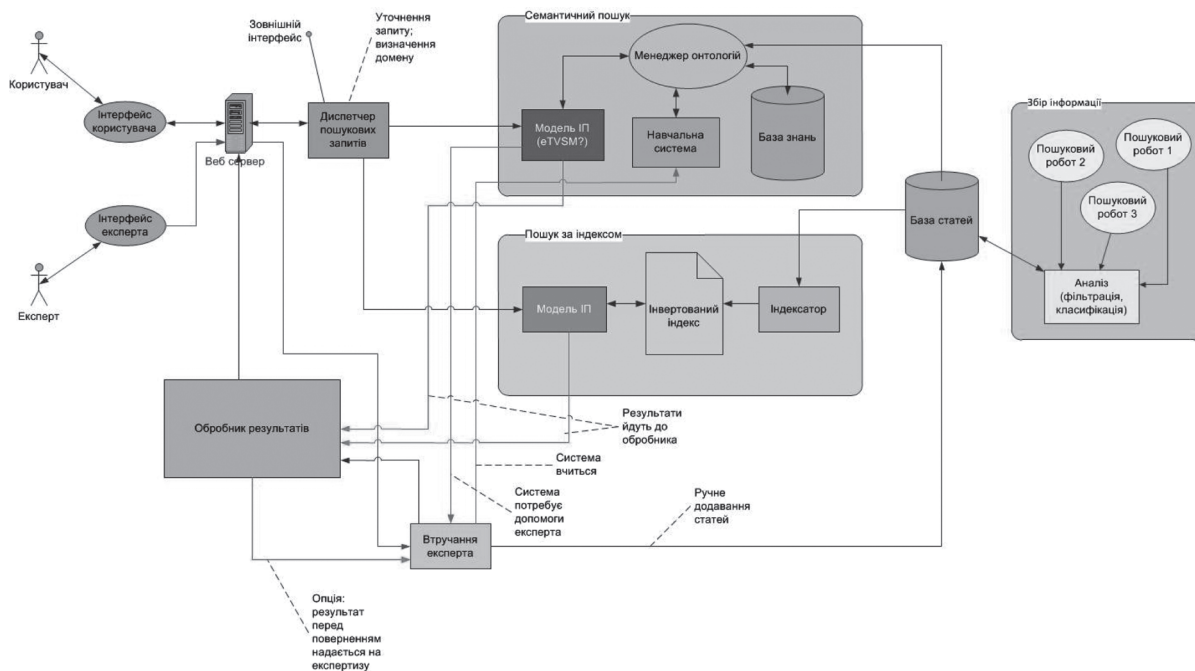 Користувач
Інтерфейс
користувача
Веб сервер
Інтерфейс
експерта
Експерт
Зовнішній
інтерфейс
Уточнення
запиту;
визначення
домену
Диспетчер
пошукових
запитів
Семантичний пошук
Менеджер онтологій
Модель ІП
(eTVSM?)
Навчальна
система
База знань
Пошук за індексом
Модель ІП
Інвертований
індекс
Індексатор
База статей
Збір інформації
Пошуковий
робот 2
Пошуковий
робот 1
Пошуковий
робот 3
Аналіз
(фільтрація,
класифікація)
Обробник результатів
Результати
йдуть до
обробника
Система
вчиться
Система
потребує
допомоги
експерта
Ручне
додавання
статей
Втручання
експерта
Опція:
результат
перед
поверненням
надається на
експертизу